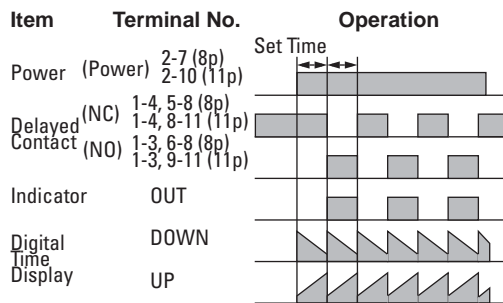 Item Terminal No. Operation
Set Time
Power (Power) 2-7 (8p)
2-10 (11p)
Delayed
Contact
(NC) 1-4, 5-8 (8p)
1-4, 8-11 (11p)
(NO) 1-3, 6-8 (8p)
1-3, 9-11 (11p)
Indicator OUT
Digital
Time
Display
DOWN
UP